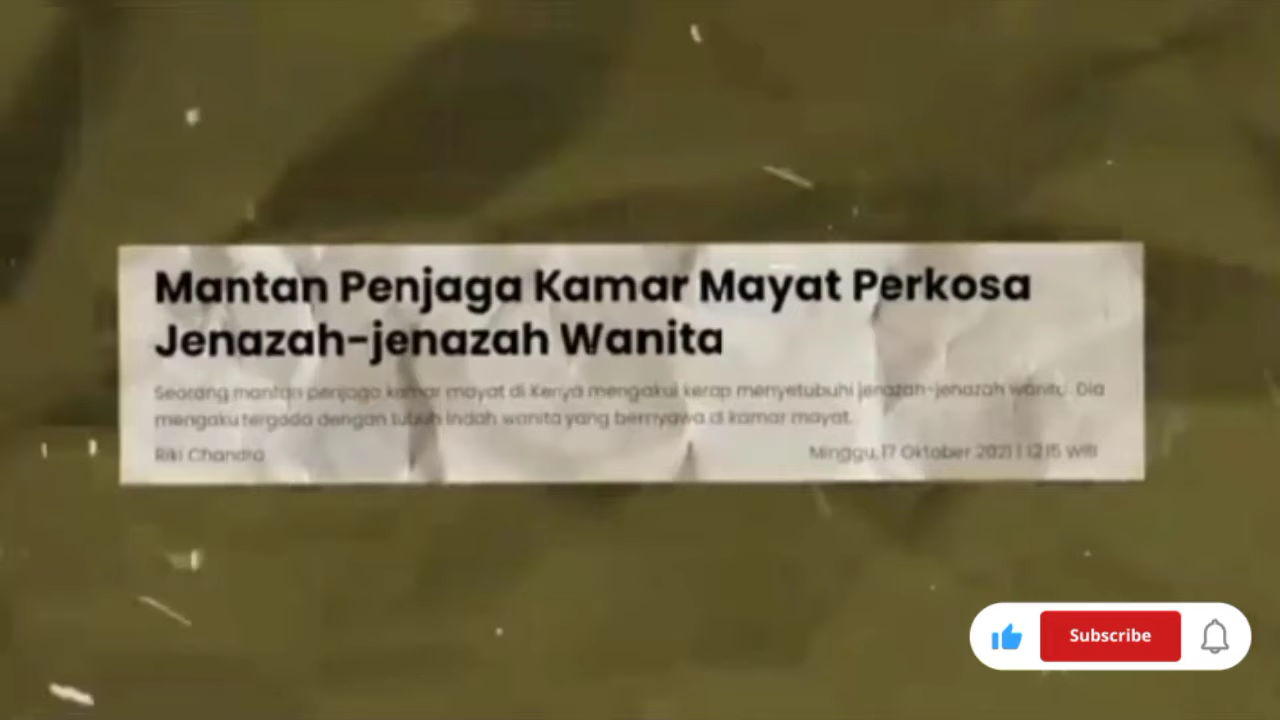 Mantan Penjaga Kamar Mayat Perkosa
Jenazah-jenazah Wanita
Seorang mantan penjaga kamar mayat di Kenya mengakui kerap menyetubuhi jenazah-jenazah wanita. Dia
mengaku tergoda dengan tubuh indah wanita yang bernyawa di kamar mayat.
Riki Chandra
Minggu, 17 Oktober 2021 | 12:15 WIB
Subscribe